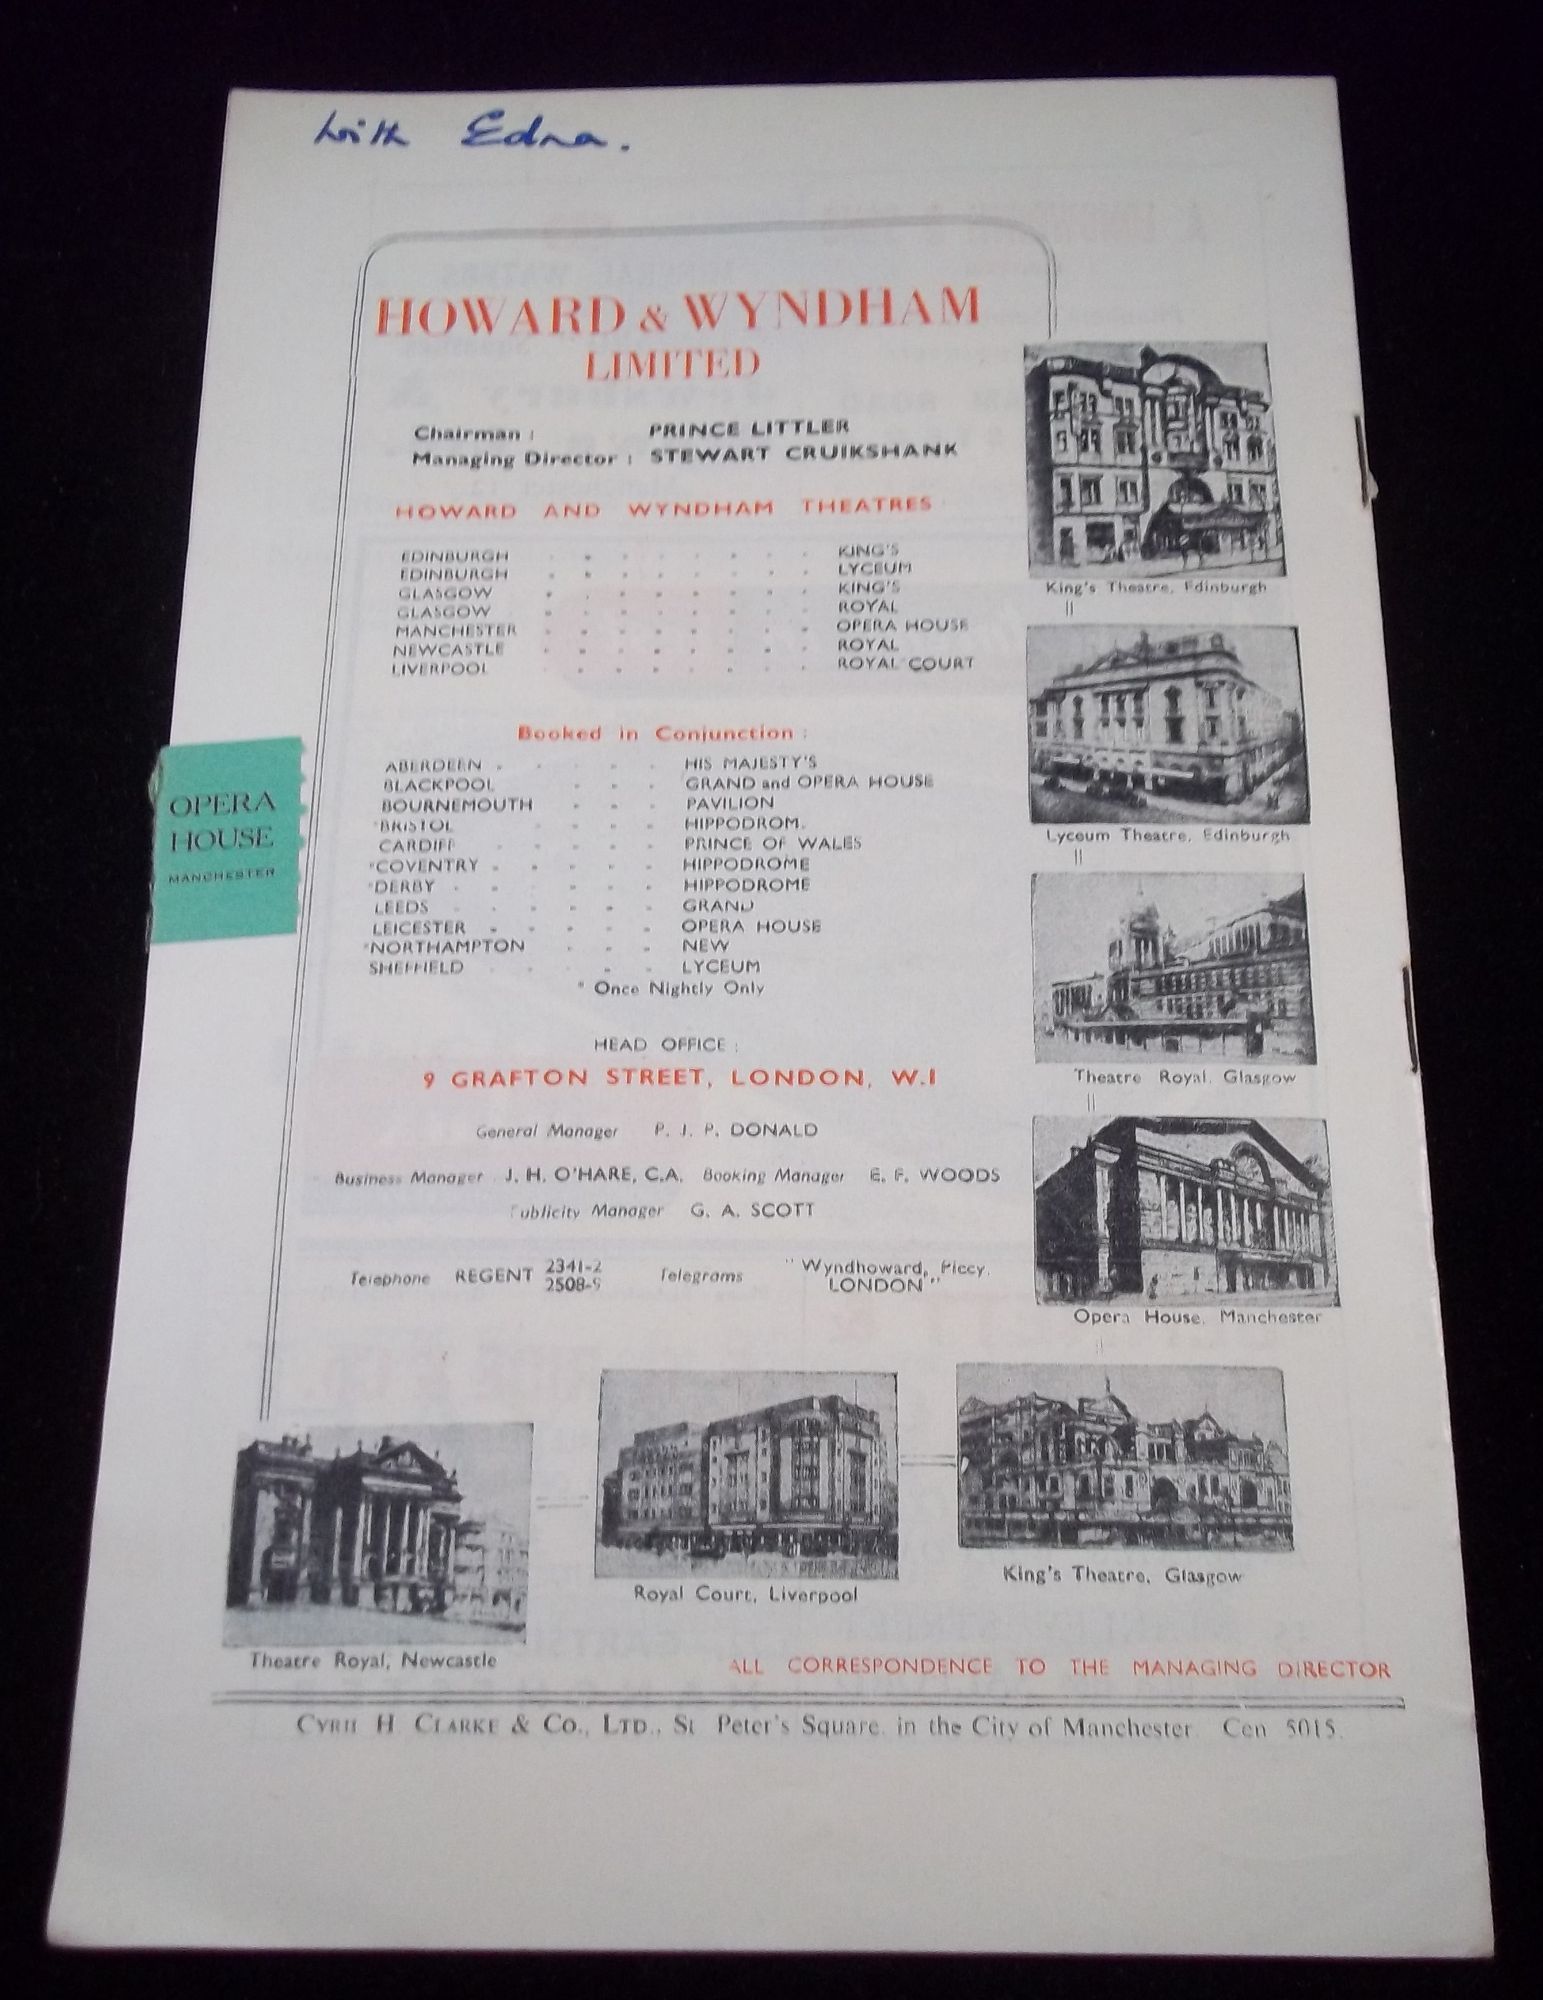 With Edna.
HOWARD & WYNDHAM
LIMITED
Chairman : PRINCE LITTLER
Managing Director : STEWART CRUIKSHANK
HOWARD AND WYNDHAM THEATRES
EDINBURGH . . . . . . . . KING'S
EDINBURGH . . . . . . . . LYCEUM
GLASGOW . . . . . . . . KING'S
GLASGOW . . . . . . . . ROYAL
MANCHESTER . . . . . . . . OPERA HOUSE
NEWCASTLE . . . . . . . . ROYAL
LIVERPOOL . . . . . . . ROYAL COURT
Booked in Conjunction :
ABERDEEN . . . . . HIS MAJESTY'S
BLACKPOOL . . . GRAND and OPERA HOUSE
BOURNEMOUTH . . . PAVILION
*BRISTOL . . . . HIPPODROM.
CARDIFF . . . . PRINCE OF WALES
*COVENTRY . . . . . HIPPODROME
*DERBY . . . . . . HIPPODROME
LEEDS . . . . . . GRAND
LEICESTER . . . . . OPERA HOUSE
*NORTHAMPTON . . . NEW
SHEFFIELD . . . . LYCEUM
* Once Nightly Only
HEAD OFFICE :
9 GRAFTON STREET, LONDON, W.1
General Manager P. J. P. DONALD
Business Manager J. H. O'HARE, C.A. Booking Manager E. F. WOODS
Publicity Manager G. A. SCOTT
Telephone REGENT 2341-2
2508-9
Telegrams "Wyndhoward, Piccy,
LONDON"
OPERA
HOUSE
MANCHESTER
King's Theatre, Edinburgh
Lyceum Theatre, Edinburgh
Theatre Royal, Glasgow
Opera House, Manchester
King's Theatre, Glasgow
Royal Court, Liverpool
Theatre Royal, Newcastle
ALL CORRESPONDENCE TO THE MANAGING DIRECTOR
CYRIL H. CLARKE & CO., LTD., St. Peter's Square, in the City of Manchester. Cen 5015.